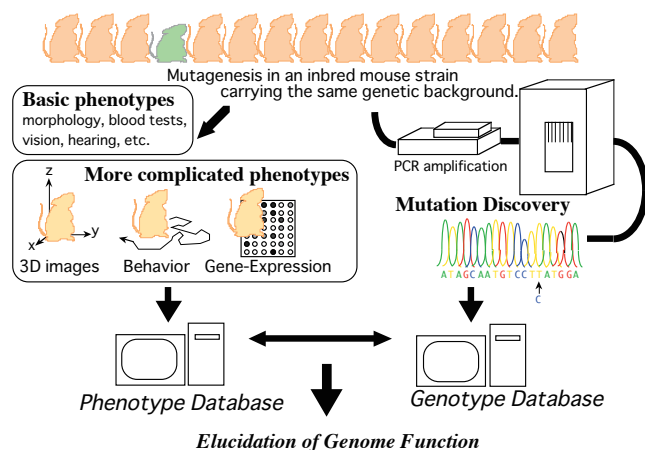 Mutagenesis in an inbred mouse strain
carrying the same genetic background.
Basic phenotypes
morphology, blood tests,
vision, hearing, etc.
PCR amplification
More complicated phenotypes
z
x
y
3D images
Behavior
Gene-Expression
Mutation Discovery
ATAGCAATGTCCTTATGGA
C
Phenotype Database
Genotype Database
Elucidation of Genome Function